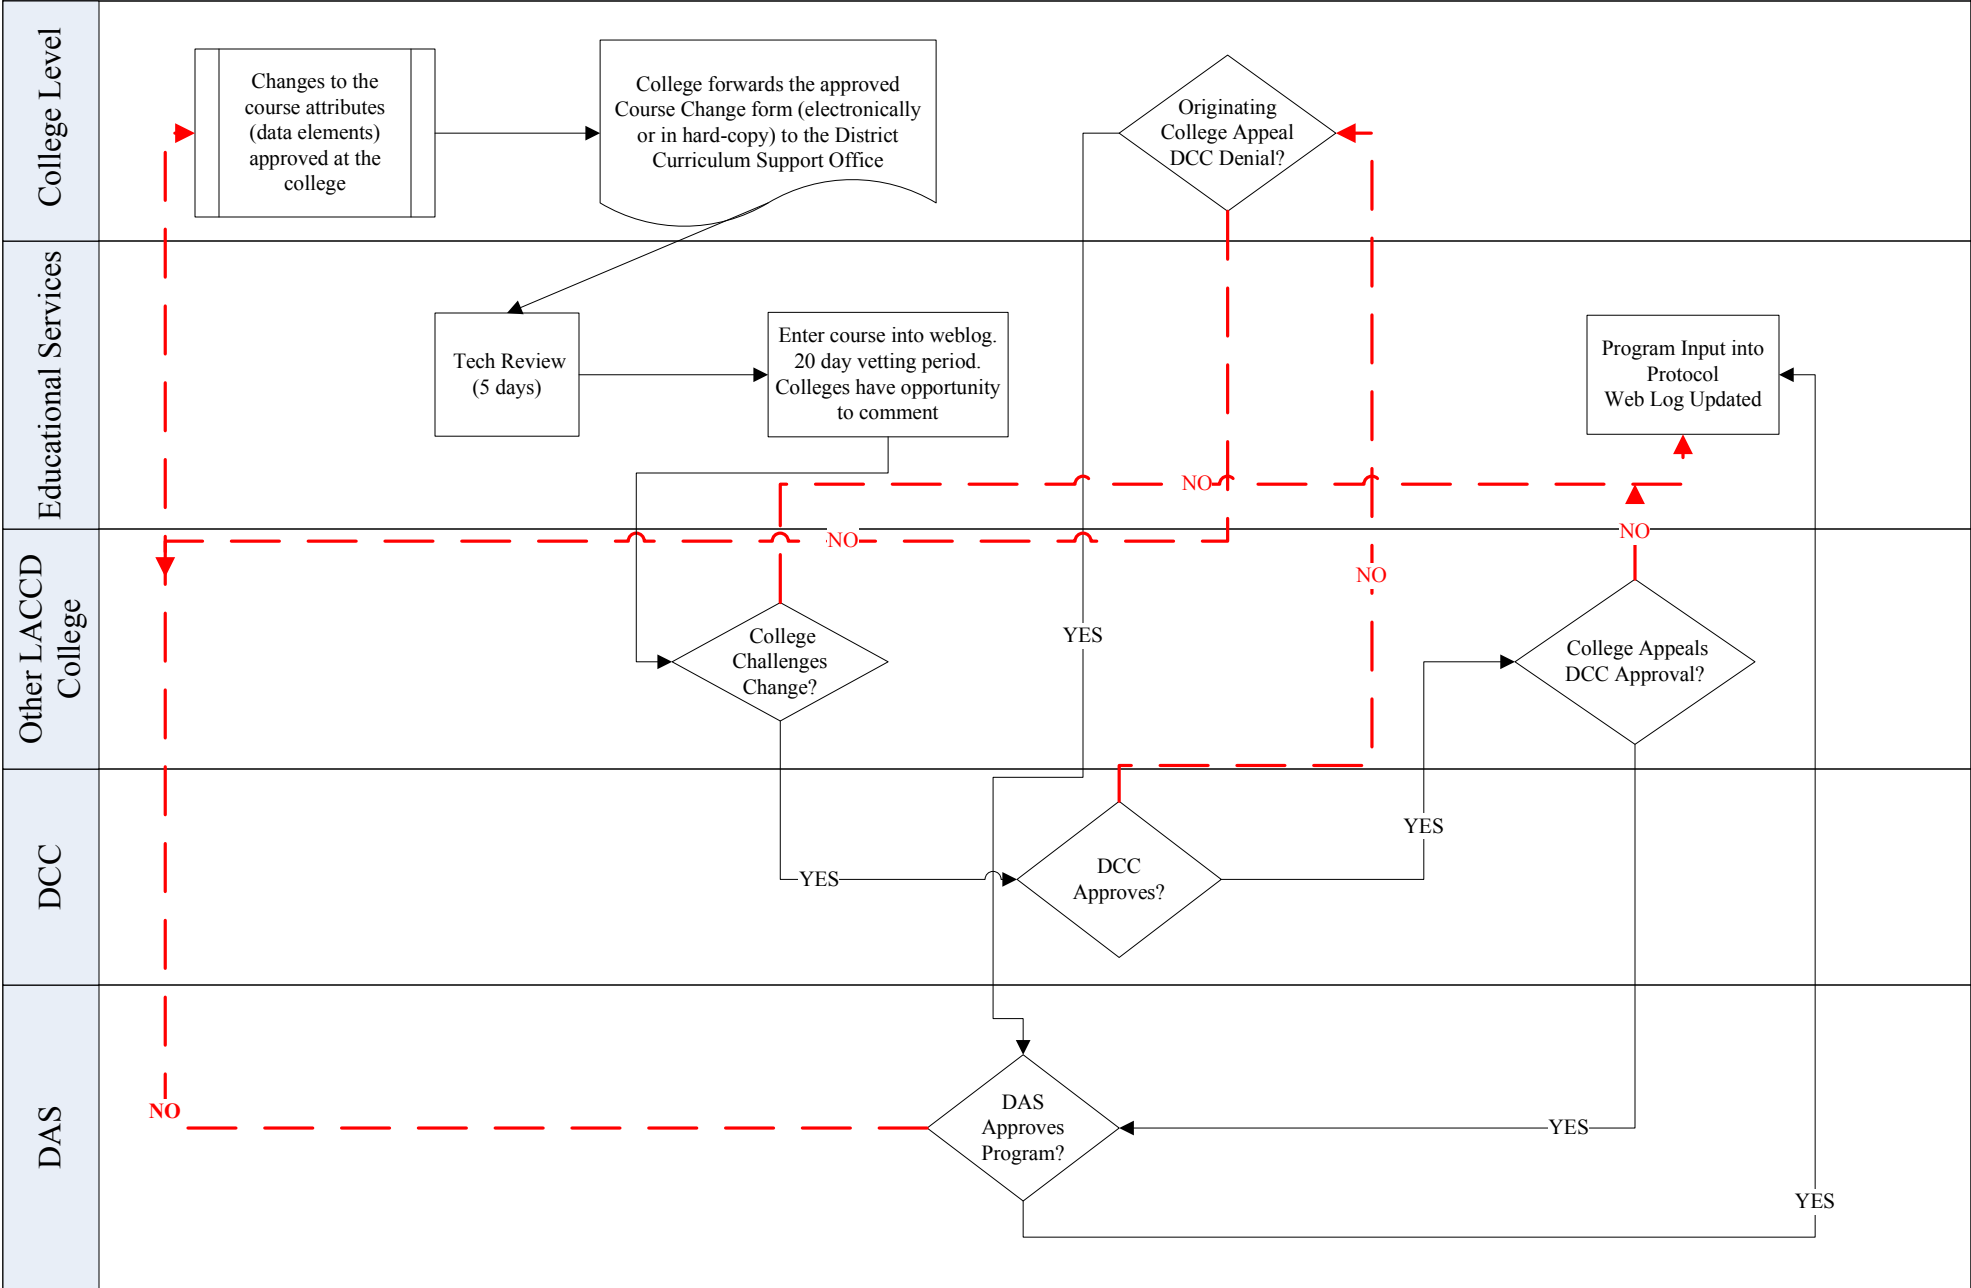 College Level
Changes to the
course attributes
(data elements)
approved at the
college
College forwards the approved
Course Change form (electronically
or in hard-copy) to the District
Curriculum Support Office
Originating
College Appeal
DCC Denial?
Educational Services
Tech Review
(5 days)
Enter course into weblog.
20 day vetting period.
Colleges have opportunity
to comment
Program Input into
Protocol
Web Log Updated
NO
NO
NO
NO
Other LACCD
College
College
Challenges
Change?
YES
College Appeals
DCC Approval?
DCC
YES
DCC
Approves?
YES
DAS
NO
DAS
Approves
Program?
YES
YES